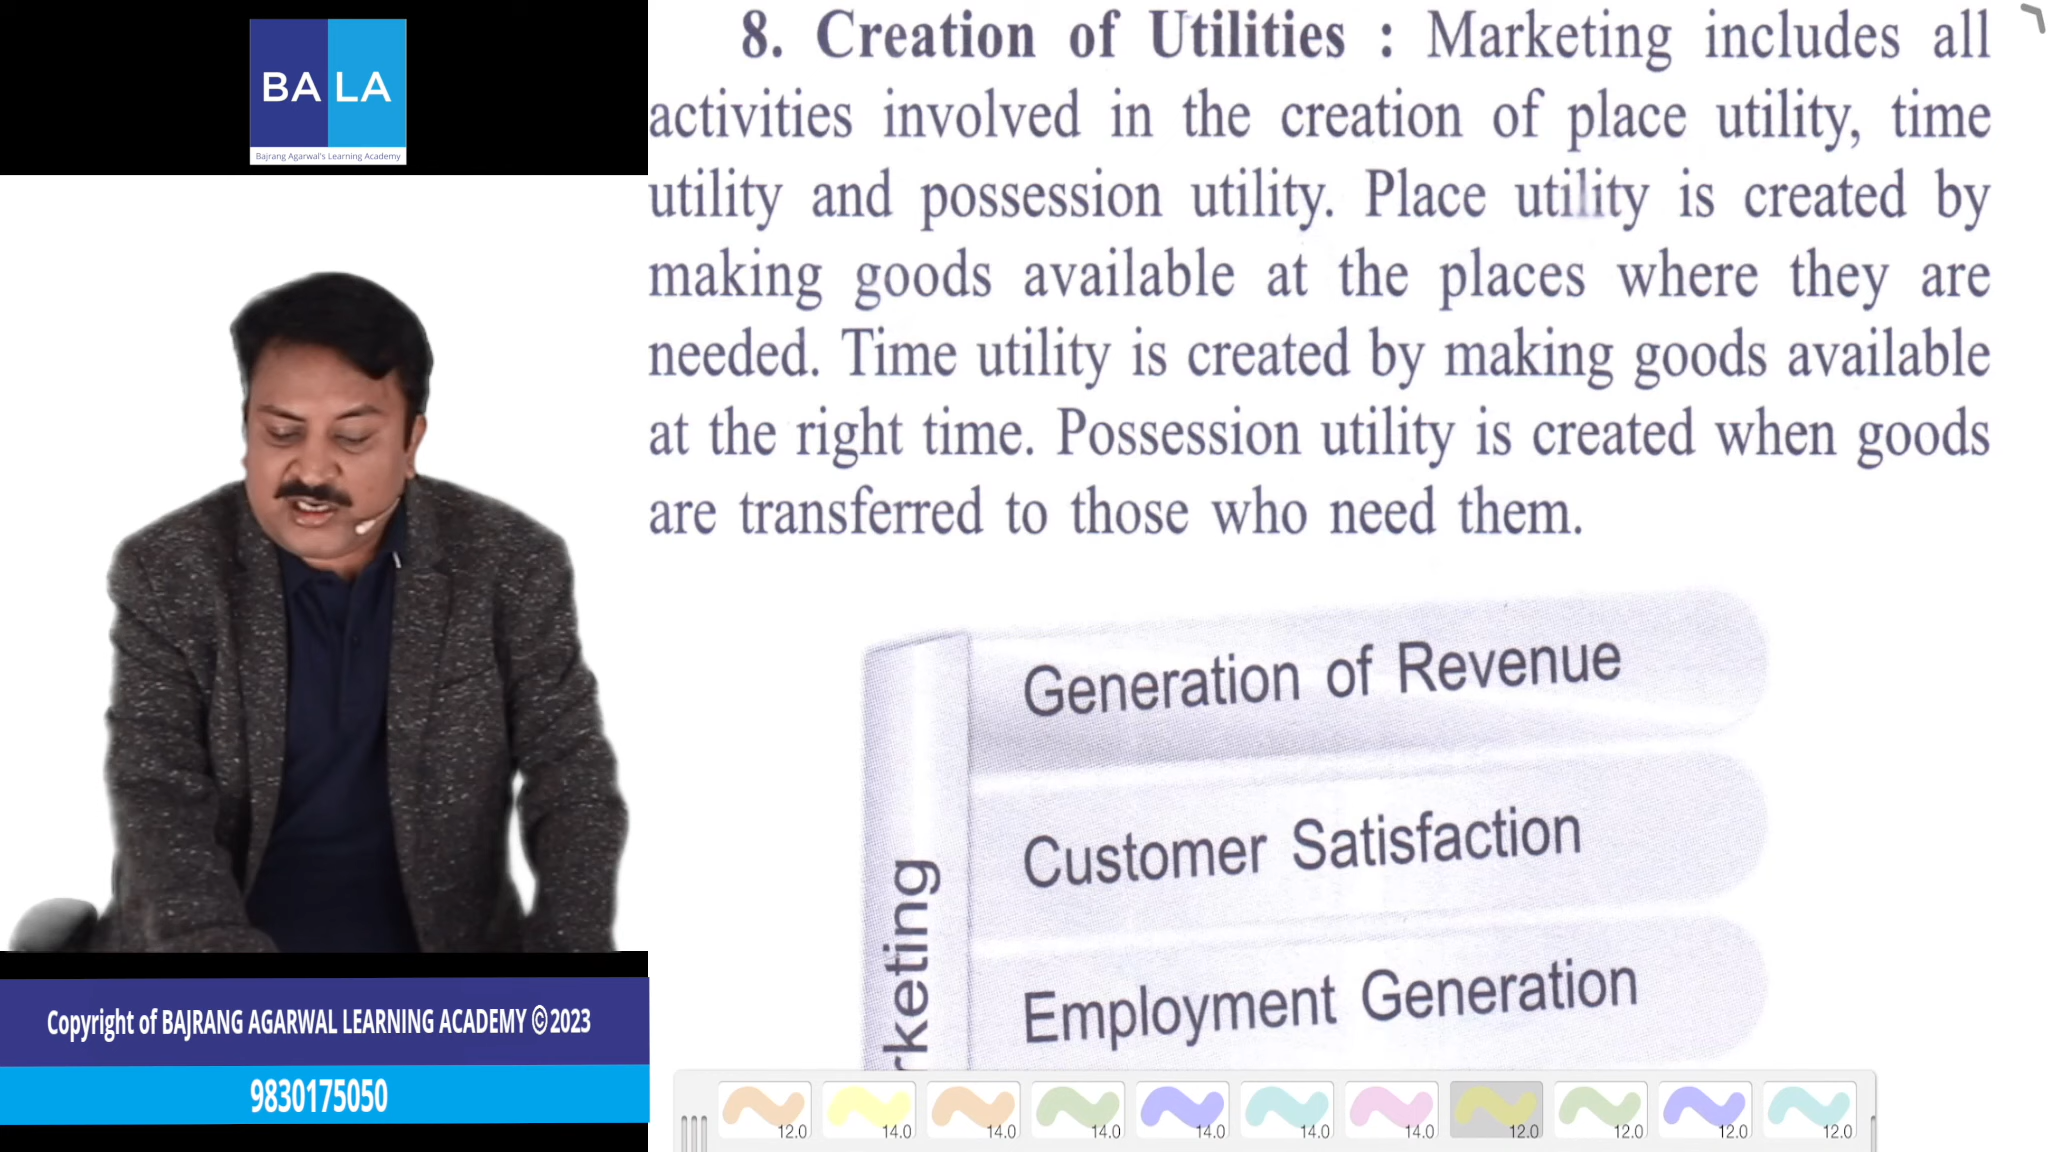 BALA
Bajrang Agarwal's Learning Academy
8. Creation of Utilities : Marketing includes all
activities involved in the creation of place utility, time
utility and possession utility. Place utility is created by
making goods available at the places where they are
needed. Time utility is created by making goods available
at the right time. Possession utility is created when goods
are transferred to those who need them.
Generation of Revenue
Customer Satisfaction
Employment Generation
rketing
Copyright of BAJRANG AGARWAL LEARNING ACADEMY ©2023
9830175050
12.0 14.0 14.0 14.0 14.0 14.0 14.0 12.0 12.0 12.0 12.0